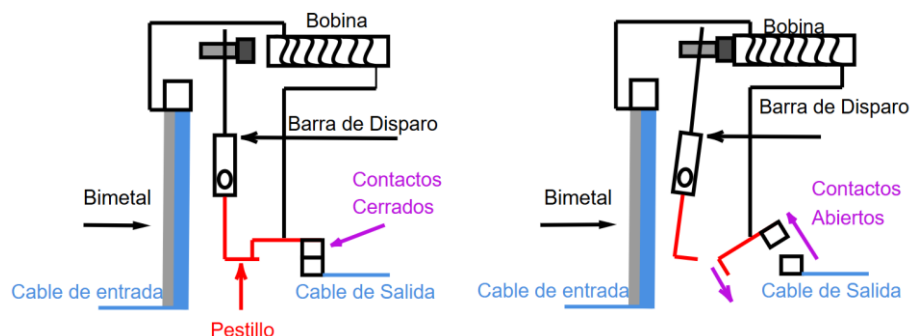 Bobina
Barra de Disparo
Contactos
Cerrados
Bimetal
Cable de entrada
Cable de Salida
Pestillo
Bobina
Barra de Disparo
Contactos
Abiertos
Bimetal
Cable de entrada
Cable de Salida